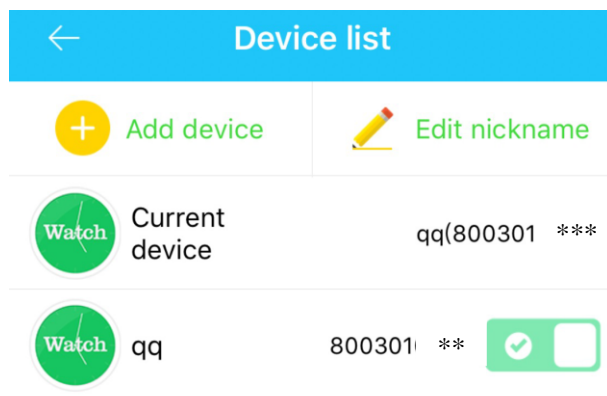 Device list
Add device
Edit nickname
Watch
Current
device
qq(800301 ***
Watch
qq
800301 **